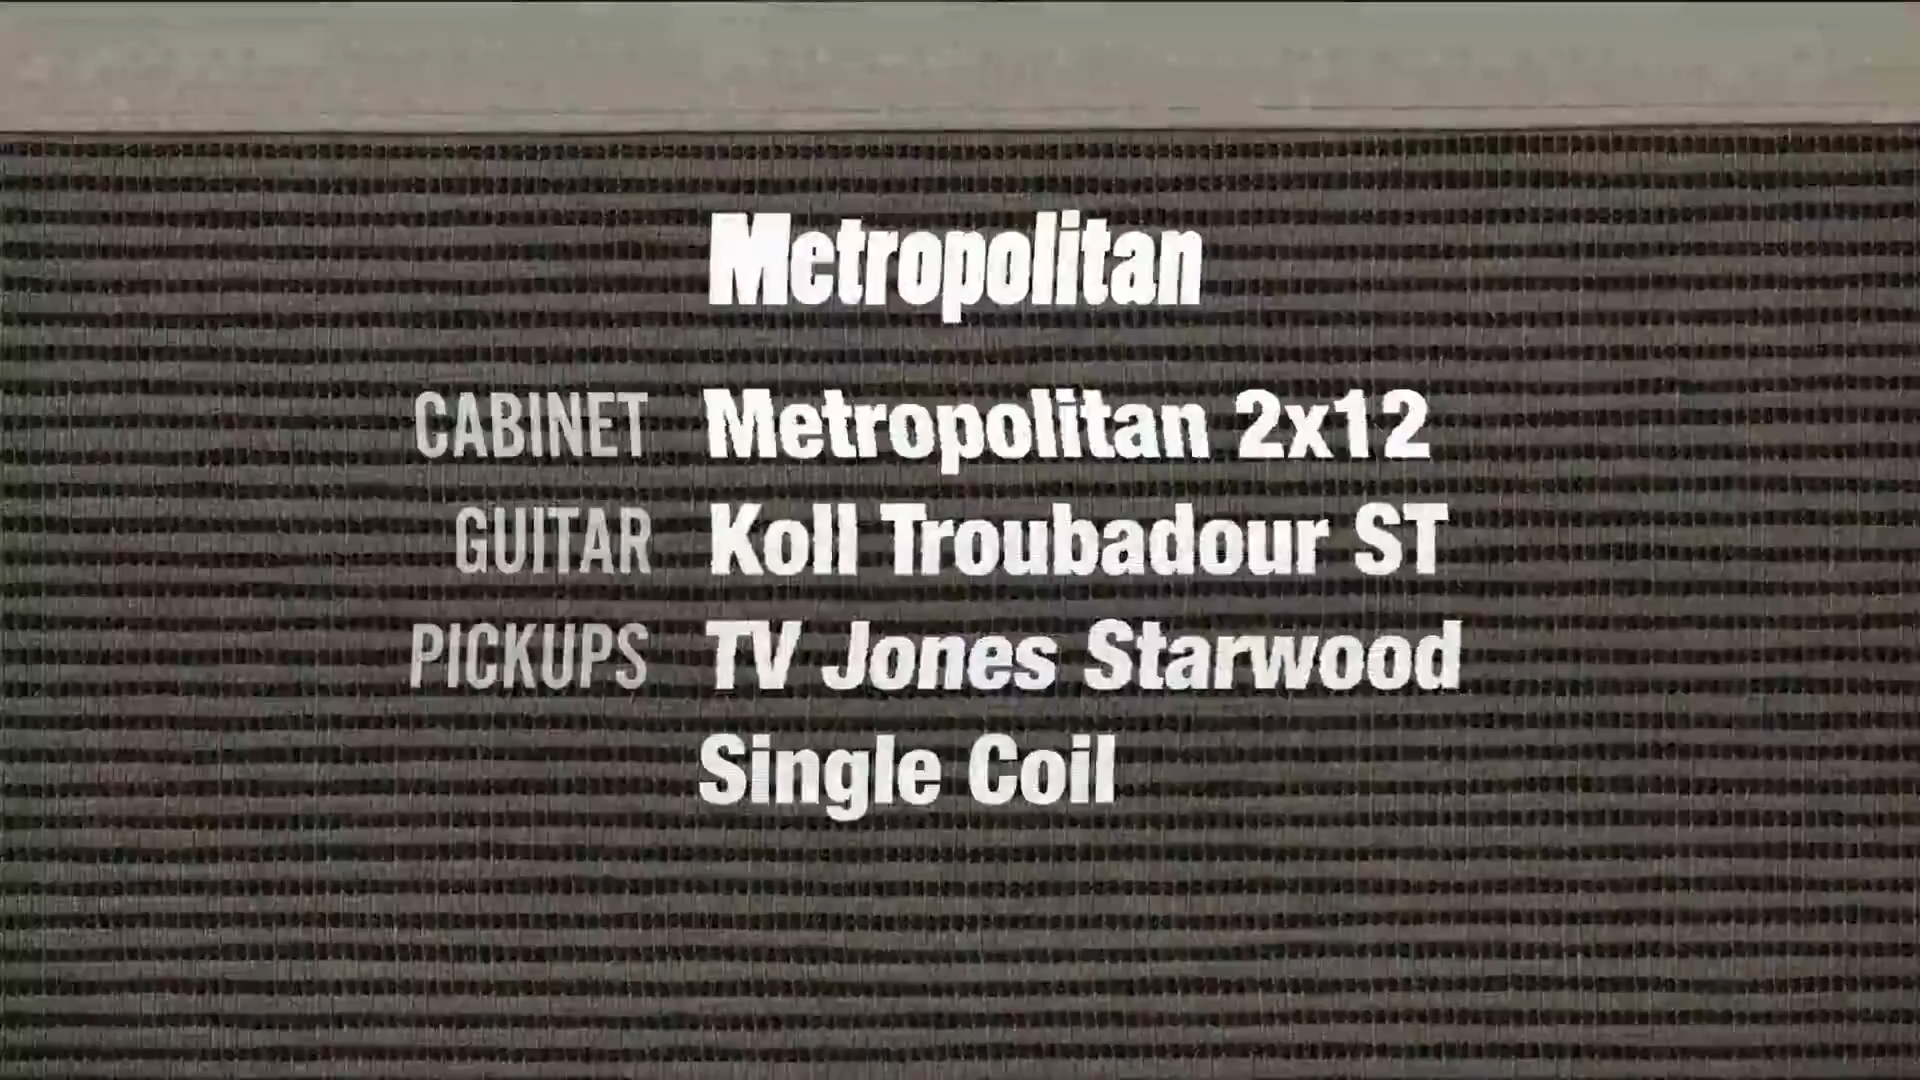 Metropolitan
CABINET Metropolitan 2x12
GUITAR Koll Troubadour ST
PICKUPS TV Jones Starwood
Single Coil